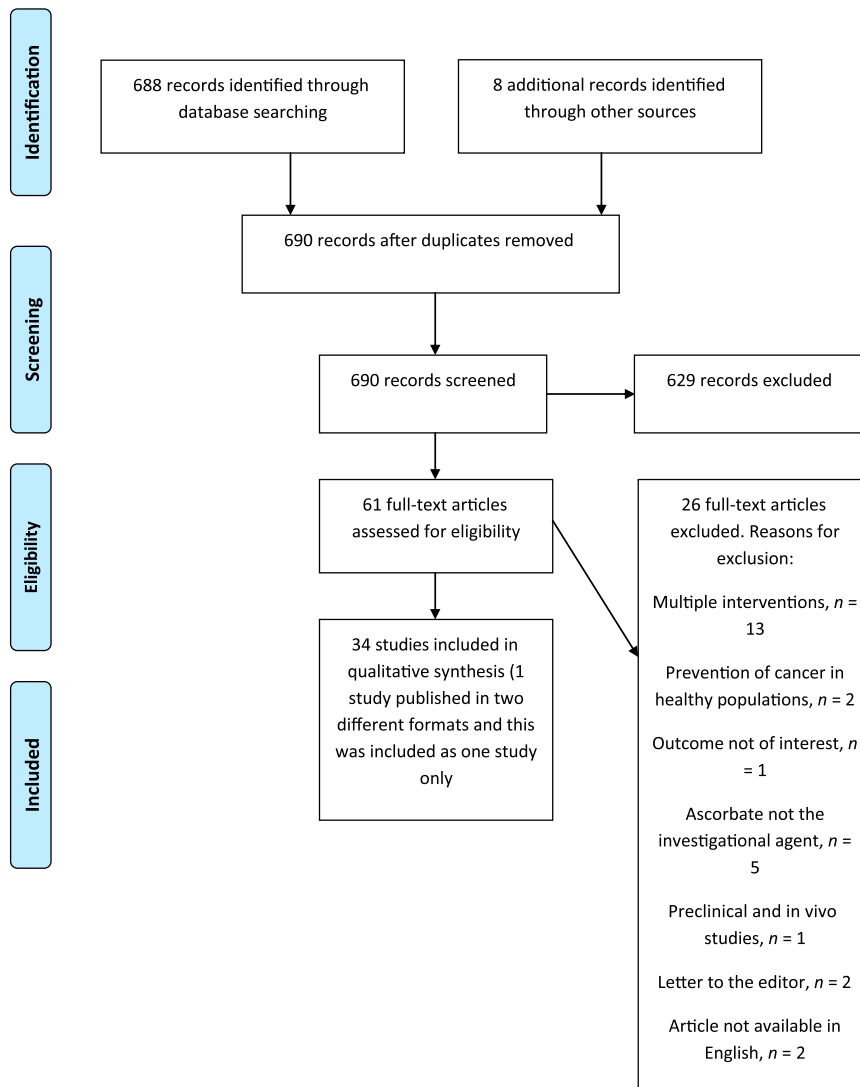 Identification
688 records identified through
database searching
8 additional records identified
through other sources
690 records after duplicates removed
Screening
690 records screened
629 records excluded
Eligibility
61 full-text articles
assessed for eligibility
26 full-text articles
excluded. Reasons for
exclusion:
Multiple interventions, n =
13
Prevention of cancer in
healthy populations, n = 2
Outcome not of interest, n
= 1
Ascorbate not the
investigational agent, n =
5
Preclinical and in vivo
studies, n = 1
Letter to the editor, n = 2
Article not available in
English, n = 2
Included
34 studies included in
qualitative synthesis (1
study published in two
different formats and this
was included as one study
only